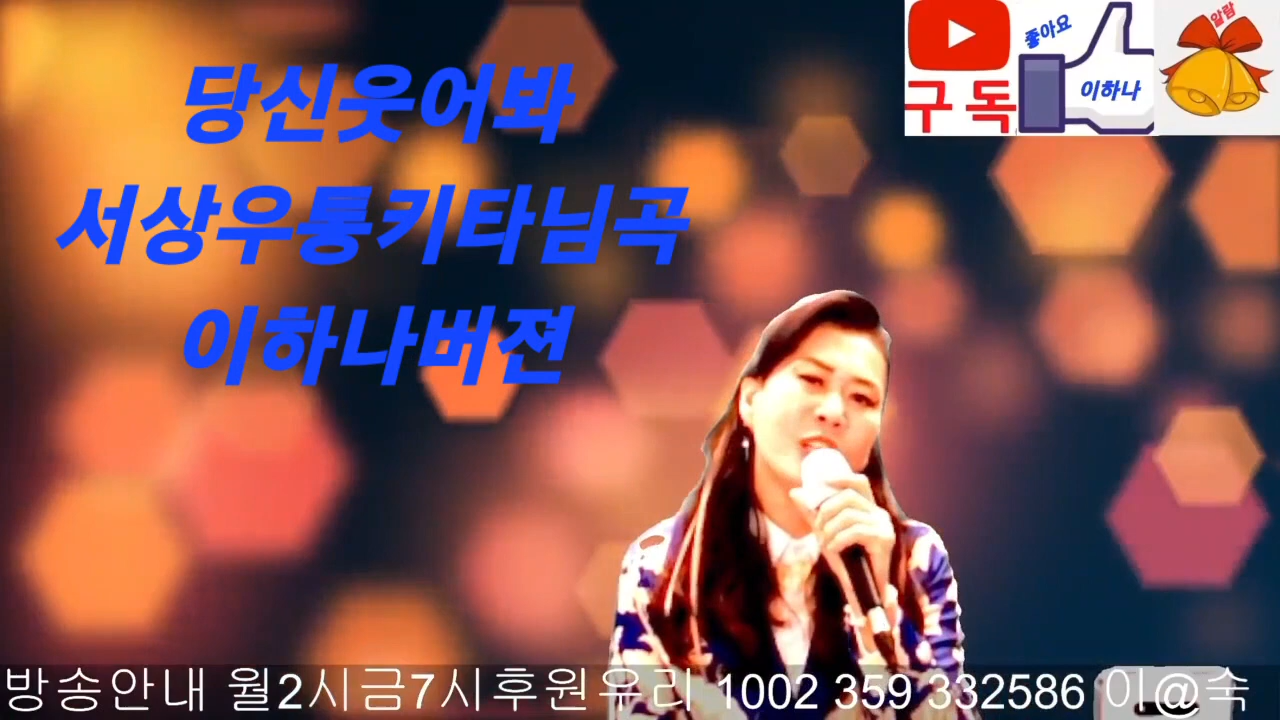 좋아요
알람
이하나
구독
당신웃어봐
서상우통키타님곡
이하나버젼
방송안내 월2시금7시후원우리 1002 359 332586 이@숙